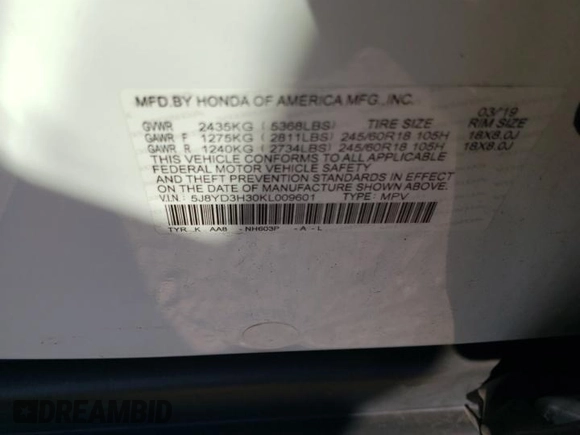 MFD. BY HONDA OF AMERICA MFG., INC. 03/19
GVWR 2435KG ( 5368LBS) TIRE SIZE RIM SIZE
GAWR F 1275KG ( 2811LBS) 245/60R18 105H 18X8.0J
GAWR R 1240KG ( 2734LBS) 245/60R18 105H 18X8.0J
THIS VEHICLE CONFORMS TO ALL APPLICABLE
FEDERAL MOTOR VEHICLE SAFETY, BUMPER,
AND THEFT PREVENTION STANDARDS IN EFFECT
ON THE DATE OF MANUFACTURE SHOWN ABOVE.
V.I.N.: 5J8YD3H30KL009601 TYPE: MPV
TYR K AA8 -NH603P -A -L
DREAMBID